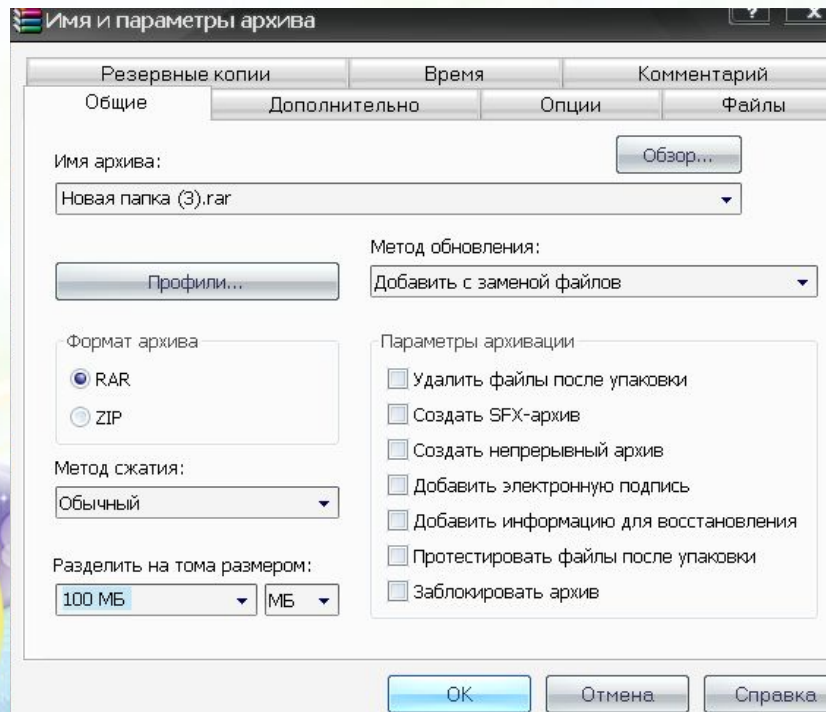 Имя и параметры архива
? X
Резервные копии Время Комментарий
Общие Дополнительно Опции Файлы
Имя архива:
Обзор...
Новая папка (3).rar
Метод обновления:
Профили...
Добавить с заменой файлов
Формат архива
RAR
ZIP
Параметры архивации
Удалить файлы после упаковки
Создать SFX-архив
Создать непрерывный архив
Добавить электронную подпись
Добавить информацию для восстановления
Протестировать файлы после упаковки
Заблокировать архив
Метод сжатия:
Обычный
Разделить на тома размером:
100 МБ МБ
OK Отмена Справка